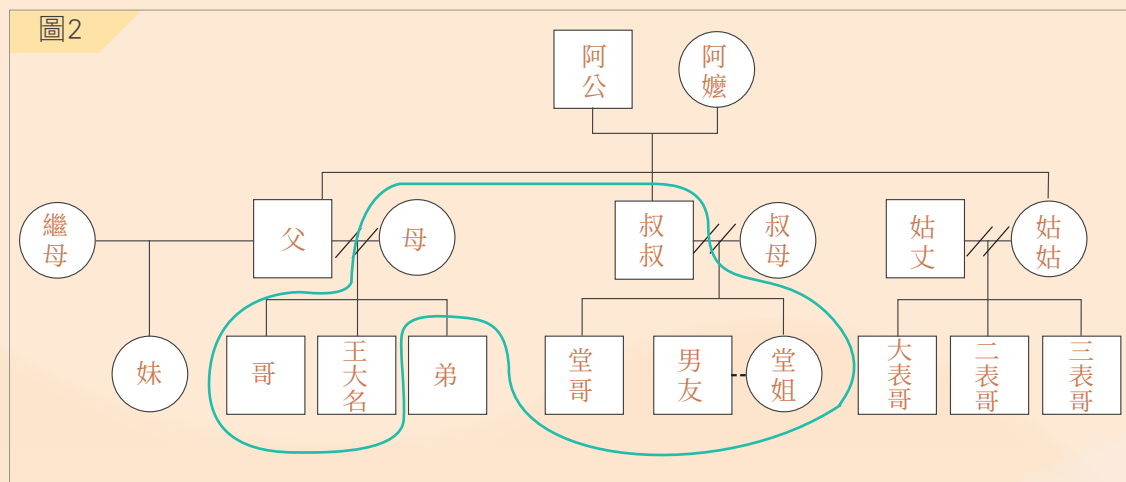 圖2
阿公
阿嬤
繼母
父
母
叔叔
叔母
姑丈
姑姑
妹
哥
王大名
弟
堂哥
男友
堂姐
大表哥
二表哥
三表哥